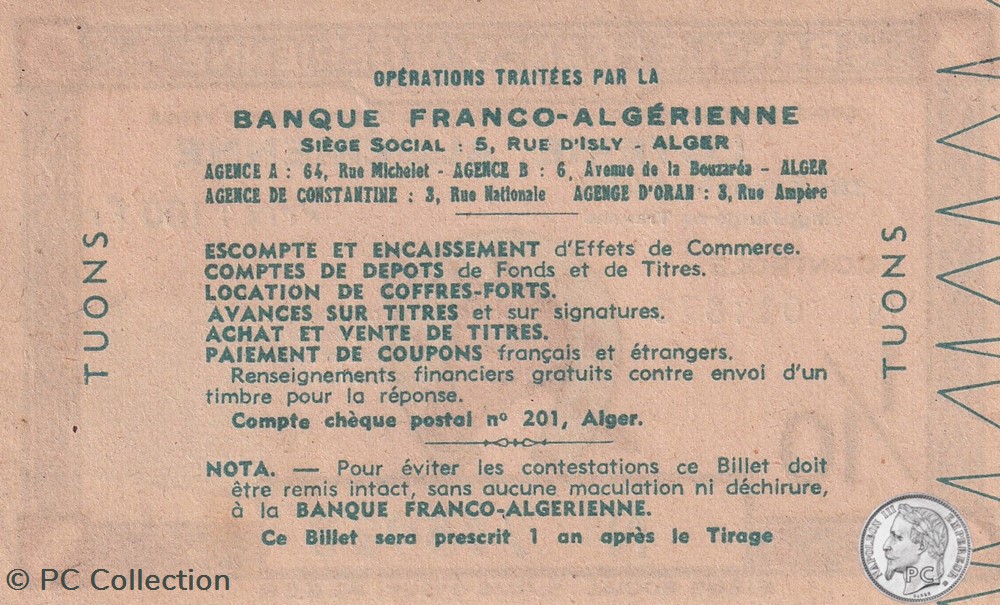 OPÉRATIONS TRAITÉES PAR LA
BANQUE FRANCO-ALGÉRIENNE
SIÈGE SOCIAL : 5, RUE D'ISLY - ALGER
AGENCE A : 64, Rue Michelet - AGENCE B : 6, Avenue de la Bouzaréa - ALGER
AGENCE DE CONSTANTINE : 3, Rue Nationale AGENGE D'ORAN : 3, Rue Ampère
TUONS
ESCOMPTE ET ENCAISSEMENT d'Effets de Commerce.
COMPTES DE DEPOTS de Fonds et de Titres.
LOCATION DE COFFRES-FORTS.
AVANCES SUR TITRES et sur signatures.
ACHAT ET VENTE DE TITRES.
PAIEMENT DE COUPONS français et étrangers.
Renseignements financiers gratuits contre envoi d'un
timbre pour la réponse.
Compte chèque postal nº 201, Alger.
TUONS
NOTA. — Pour éviter les contestations ce Billet doit
être remis intact, sans aucune maculation ni déchirure,
à la BANQUE FRANCO-ALGERIENNE.
Ce Billet sera prescrit 1 an après le Tirage
© PC Collection
NAPOLEON III EMPEREUR
PC